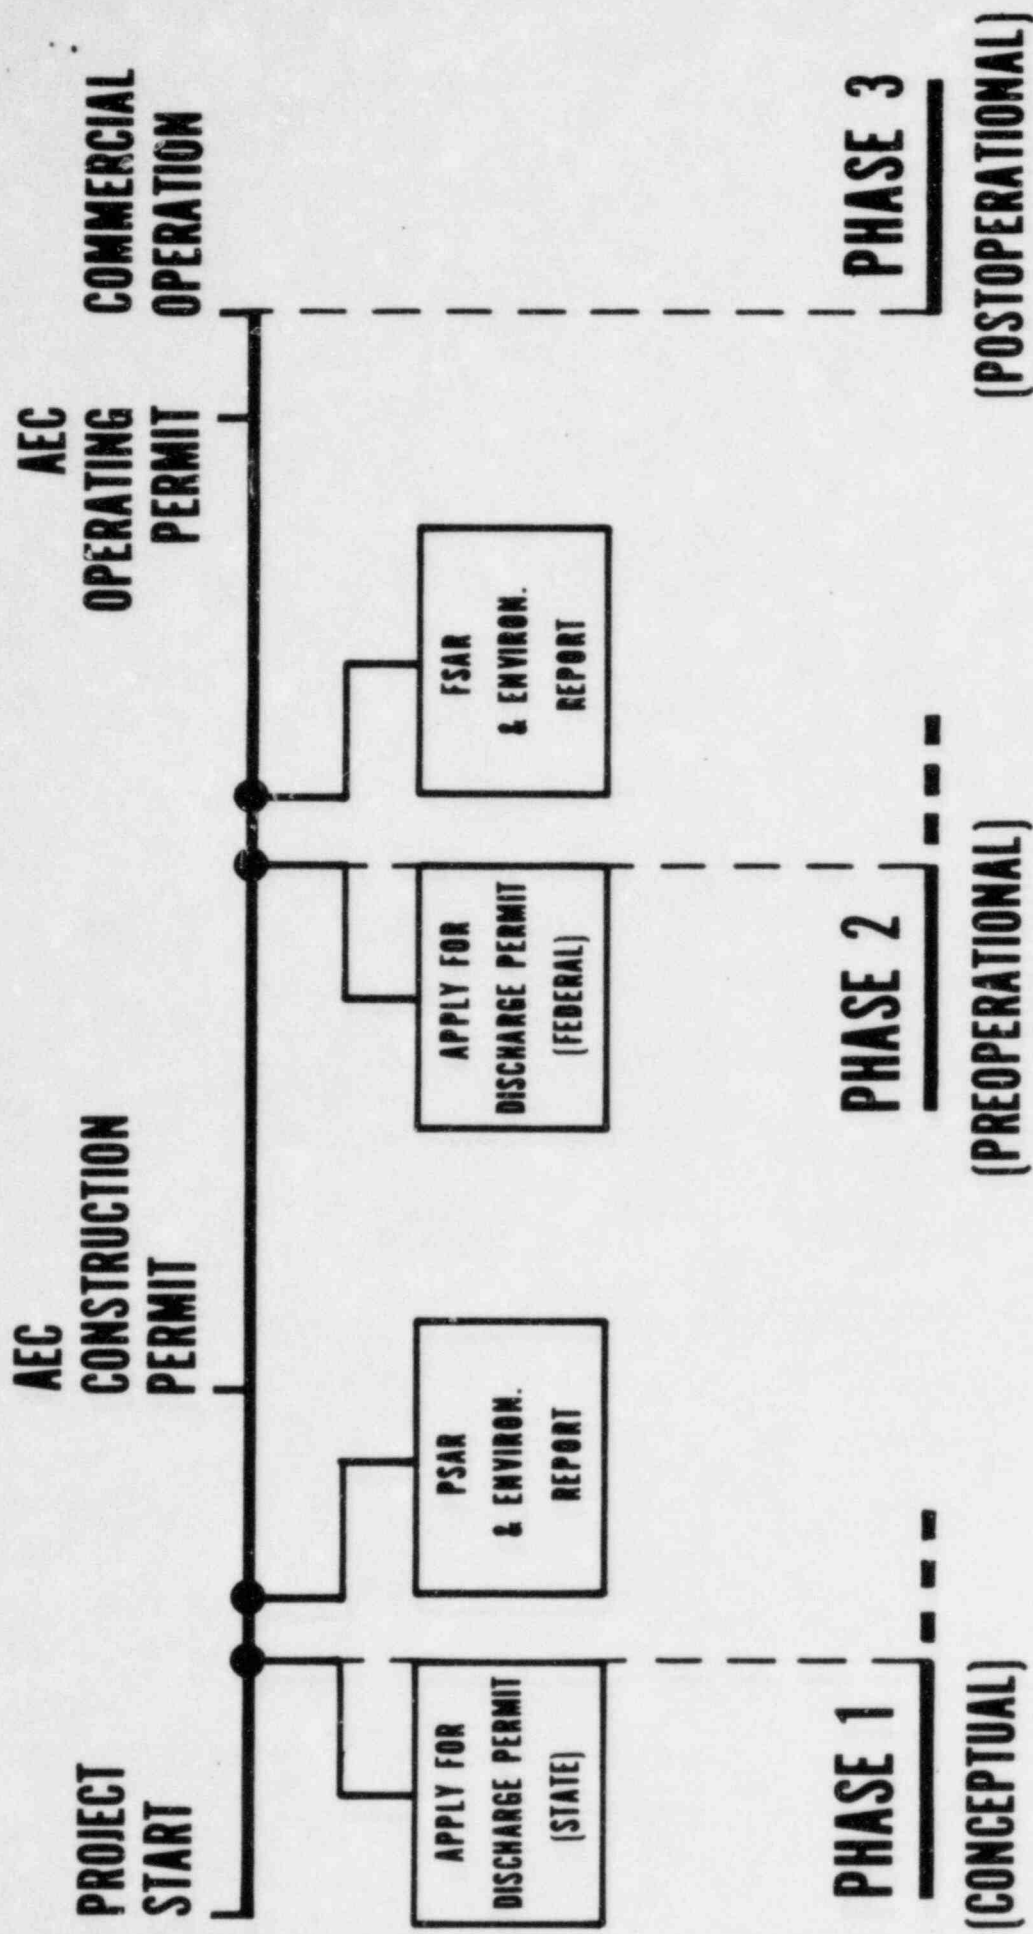 PROJECT
START
AEC
CONSTRUCTION
PERMIT
AEC
OPERATING
PERMIT
COMMERCIAL
OPERATION
APPLY FOR
DISCHARGE PERMIT
(STATE)
PSAR
& ENVIRON.
REPORT
APPLY FOR
DISCHARGE PERMIT
(FEDERAL)
FSAR
& ENVIRON.
REPORT
PHASE 1
(CONCEPTUAL)
PHASE 2
(PREOPERATIONAL)
PHASE 3
(POSTOPERATIONAL)